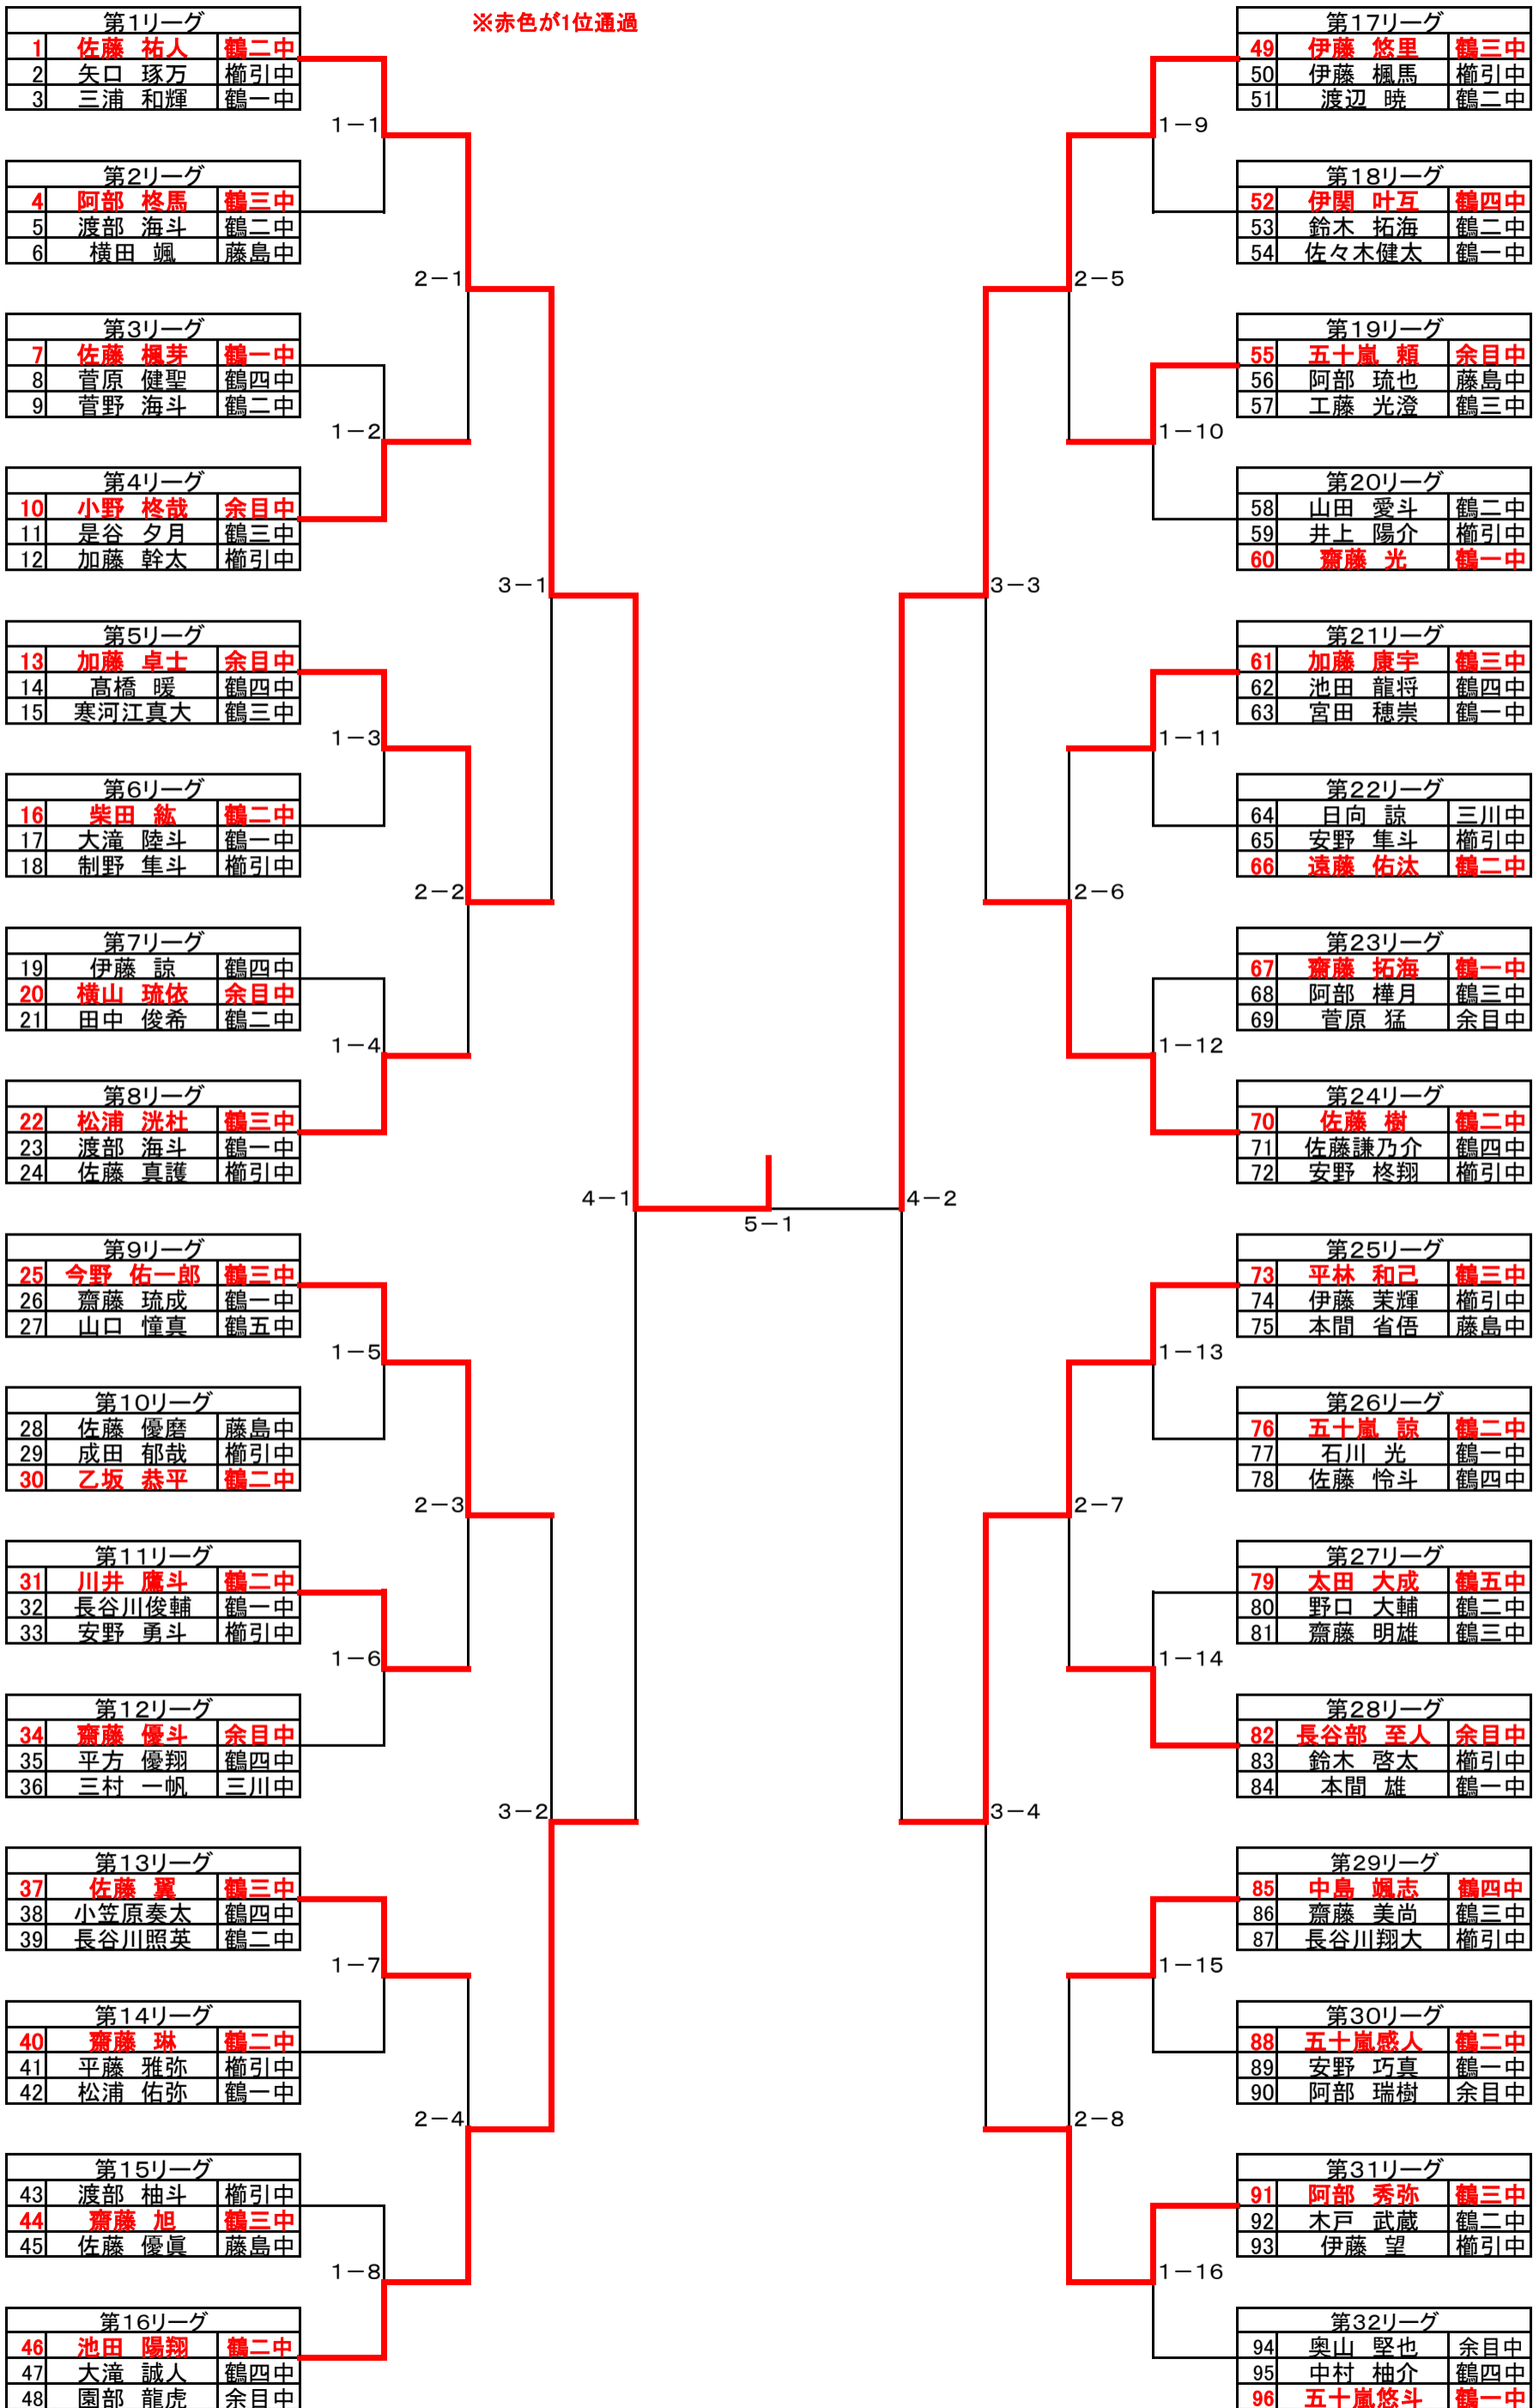 ※赤色が1位通過
第1リーグ
1 佐藤 祐人 鶴二中
2 矢口 琢万 櫛引中
3 三浦 和輝 鶴一中
1－1
第2リーグ
4 阿部 柊馬 鶴三中
5 渡部 海斗 鶴二中
6 横田 颯 藤島中
2－1
第3リーグ
7 佐藤 楓芽 鶴一中
8 菅原 健聖 鶴四中
9 菅野 海斗 鶴二中
1－2
第4リーグ
10 小野 柊哉 余目中
11 是谷 夕月 鶴三中
12 加藤 幹太 櫛引中
3－1
第5リーグ
13 加藤 卓士 余目中
14 髙橋 暖 鶴四中
15 寒河江真大 鶴三中
1－3
第6リーグ
16 柴田 紘 鶴二中
17 大滝 陸斗 鶴一中
18 制野 隼斗 櫛引中
2－2
第7リーグ
19 伊藤 諒 鶴四中
20 横山 琉依 余目中
21 田中 俊希 鶴二中
1－4
第8リーグ
22 松浦 洸杜 鶴三中
23 渡部 海斗 鶴一中
24 佐藤 真護 櫛引中
4－1
5－1
第9リーグ
25 今野 佑一郎 鶴三中
26 齋藤 琉成 鶴一中
27 山口 憧真 鶴五中
1－5
第10リーグ
28 佐藤 優磨 藤島中
29 成田 郁哉 櫛引中
30 乙坂 恭平 鶴二中
2－3
第11リーグ
31 川井 鷹斗 鶴二中
32 長谷川俊輔 鶴一中
33 安野 勇斗 櫛引中
1－6
第12リーグ
34 齋藤 優斗 余目中
35 平方 優翔 鶴四中
36 三村 一帆 三川中
3－2
第13リーグ
37 佐藤 翼 鶴三中
38 小笠原奏太 鶴四中
39 長谷川照英 鶴二中
1－7
第14リーグ
40 齋藤 琳 鶴二中
41 平藤 雅弥 櫛引中
42 松浦 佑弥 鶴一中
2－4
第15リーグ
43 渡部 柚斗 櫛引中
44 齋藤 旭 鶴三中
45 佐藤 優眞 藤島中
1－8
第16リーグ
46 池田 陽翔 鶴二中
47 大滝 誠人 鶴四中
48 園部 龍虎 余目中
第17リーグ
49 伊藤 悠里 鶴三中
50 伊藤 楓馬 櫛引中
51 渡辺 暁 鶴二中
1－9
第18リーグ
52 伊関 叶互 鶴四中
53 鈴木 拓海 鶴二中
54 佐々木健太 鶴一中
2－5
第19リーグ
55 五十嵐 頼 余目中
56 阿部 琉也 藤島中
57 工藤 光澄 鶴三中
1－10
第20リーグ
58 山田 愛斗 鶴二中
59 井上 陽介 櫛引中
60 齋藤 光 鶴一中
3－3
第21リーグ
61 加藤 康宇 鶴三中
62 池田 龍将 鶴四中
63 宮田 穂崇 鶴一中
1－11
第22リーグ
64 日向 諒 三川中
65 安野 隼斗 櫛引中
66 遠藤 佑汰 鶴二中
2－6
第23リーグ
67 齋藤 拓海 鶴一中
68 阿部 樺月 鶴三中
69 菅原 猛 余目中
1－12
第24リーグ
70 佐藤 樹 鶴二中
71 佐藤謙乃介 鶴四中
72 安野 柊翔 櫛引中
4－2
第25リーグ
73 平林 和己 鶴三中
74 伊藤 茉輝 櫛引中
75 本間 省悟 藤島中
1－13
第26リーグ
76 五十嵐 諒 鶴二中
77 石川 光 鶴一中
78 佐藤 怜斗 鶴四中
2－7
第27リーグ
79 太田 大成 鶴五中
80 野口 大輔 鶴二中
81 齋藤 明雄 鶴三中
1－14
第28リーグ
82 長谷部 至人 余目中
83 鈴木 啓太 櫛引中
84 本間 雄 鶴一中
3－4
第29リーグ
85 中島 颯志 鶴四中
86 齋藤 美尚 鶴三中
87 長谷川翔大 櫛引中
1－15
第30リーグ
88 五十嵐感人 鶴二中
89 安野 巧真 鶴一中
90 阿部 瑞樹 余目中
2－8
第31リーグ
91 阿部 秀弥 鶴三中
92 木戸 武蔵 鶴二中
93 伊藤 望 櫛引中
1－16
第32リーグ
94 奥山 堅也 余目中
95 中村 柚介 鶴四中
96 五十嵐悠斗 鶴一中